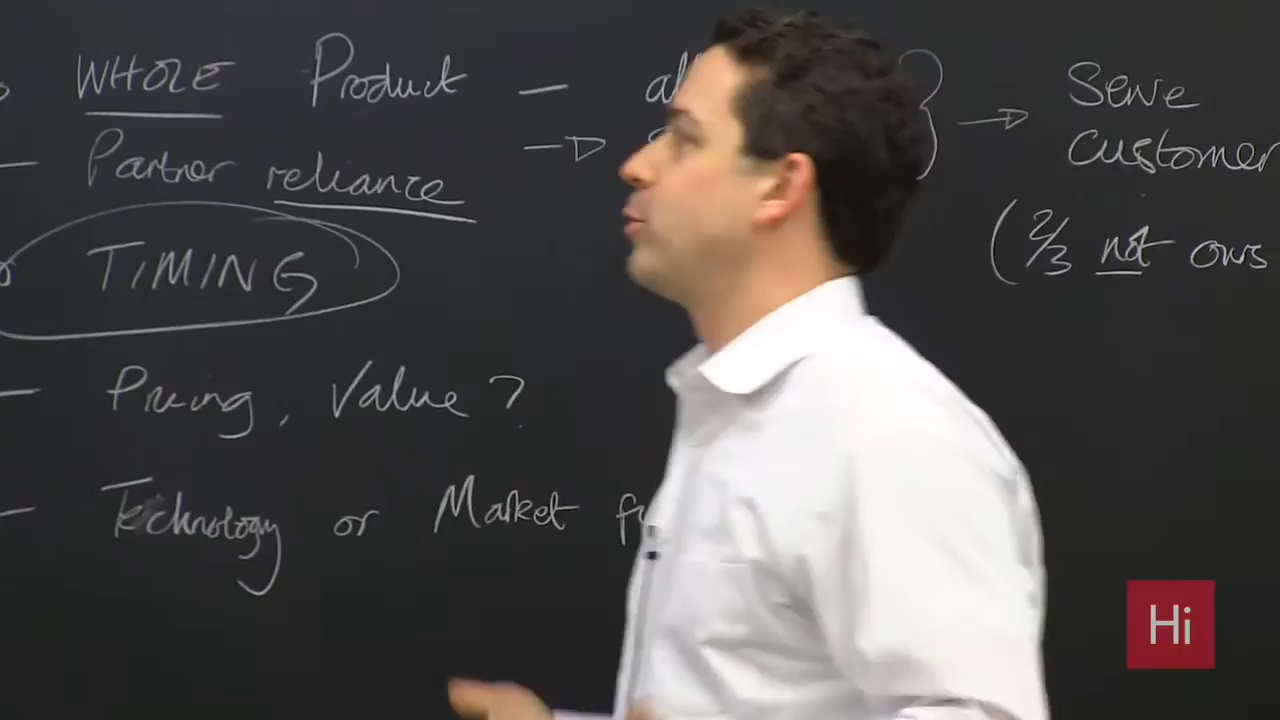 WHOLE Product —
→ Serve
customer
— Partner reliance →
TIMING
(2/3 not ours
— Pricing, Value?
— Technology or Market
Hi